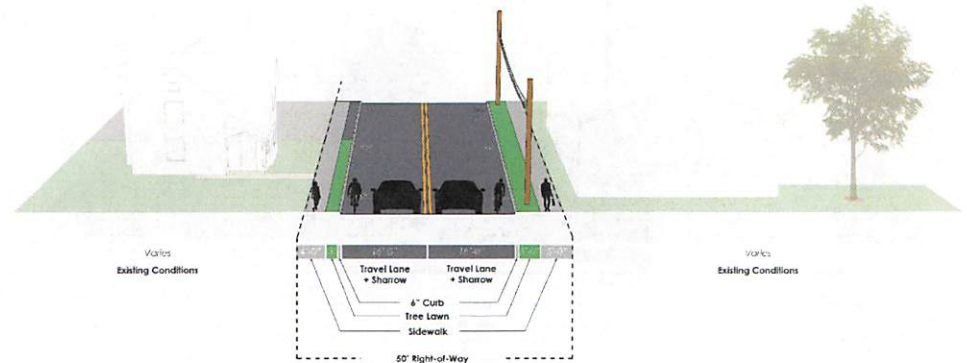 Varies
Existing Conditions
Travel Lane
+ Sharrow
Travel Lane
+ Sharrow
6" Curb
Tree Lawn
Sidewalk
50' Right-of-Way
Varies
Existing Conditions